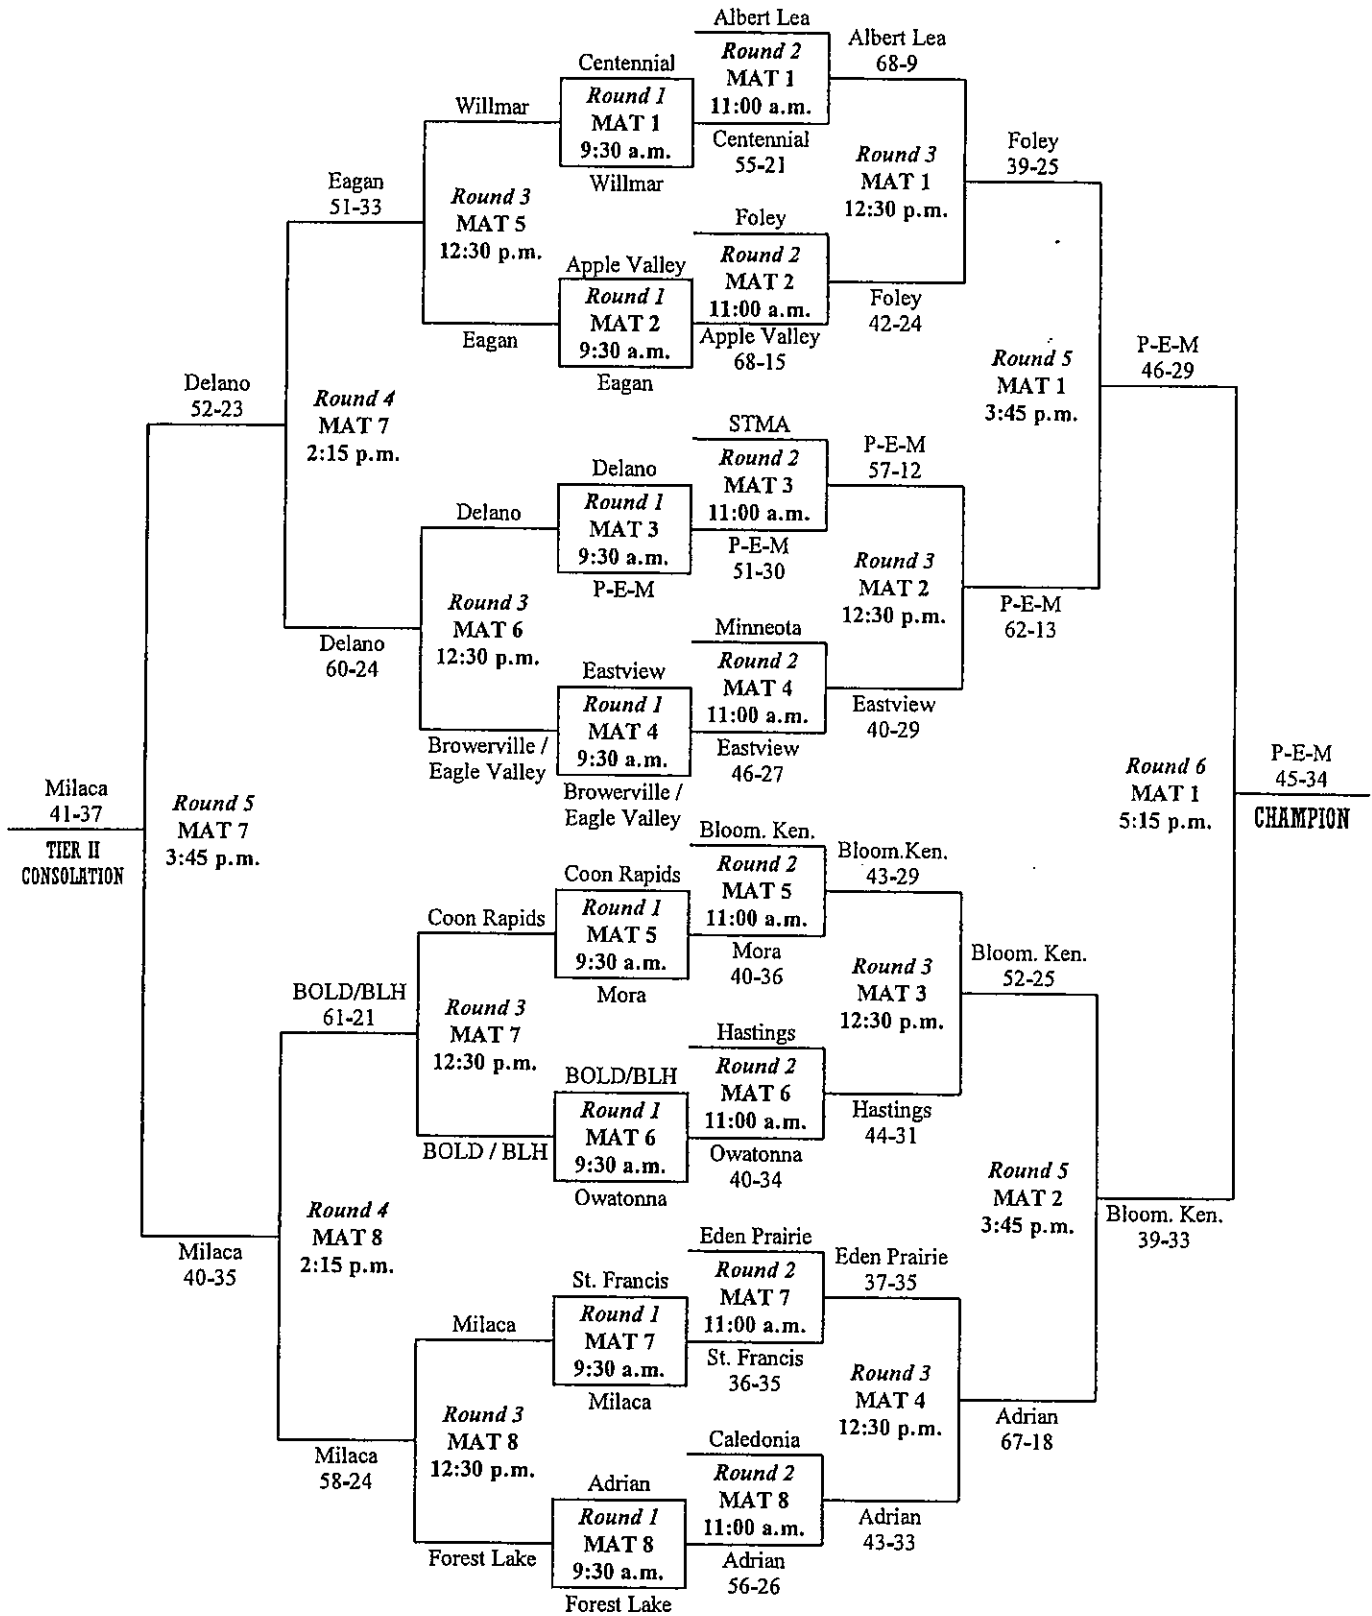 Albert Lea
Round 2
MAT 1
11:00 a.m.
Albert Lea
68-9
Centennial
Round 1
MAT 1
9:30 a.m.
Willmar
Centennial
55-21
Willmar
Round 3
MAT 1
12:30 p.m.
Foley
39-25
Eagan
51-33
Round 3
MAT 5
12:30 p.m.
Foley
Round 2
MAT 2
11:00 a.m.
Foley
42-24
Apple Valley
Round 1
MAT 2
9:30 a.m.
Eagan
Apple Valley
68-15
Eagan
Round 5
MAT 1
3:45 p.m.
P-E-M
46-29
Delano
52-23
Round 4
MAT 7
2:15 p.m.
STMA
Round 2
MAT 3
11:00 a.m.
P-E-M
57-12
Delano
Round 1
MAT 3
9:30 a.m.
Delano
P-E-M
51-30
P-E-M
Round 3
MAT 2
12:30 p.m.
P-E-M
62-13
Round 3
MAT 6
12:30 p.m.
Delano
60-24
Minneota
Round 2
MAT 4
11:00 a.m.
Eastview
40-29
Eastview
Round 1
MAT 4
9:30 a.m.
Browerville /
Eagle Valley
Eastview
46-27
Browerville /
Eagle Valley
Round 6
MAT 1
5:15 p.m.
P-E-M
45-34
CHAMPION
Milaca
41-37
TIER II
CONSOLATION
Round 5
MAT 7
3:45 p.m.
Bloom. Ken.
Round 2
MAT 5
11:00 a.m.
Bloom.Ken.
43-29
Coon Rapids
Round 1
MAT 5
9:30 a.m.
Coon Rapids
Mora
40-36
Mora
Round 3
MAT 3
12:30 p.m.
Bloom. Ken.
52-25
BOLD/BLH
61-21
Round 3
MAT 7
12:30 p.m.
Hastings
Round 2
MAT 6
11:00 a.m.
Hastings
44-31
BOLD/BLH
Round 1
MAT 6
9:30 a.m.
BOLD / BLH
Owatonna
40-34
Owatonna
Round 5
MAT 2
3:45 p.m.
Bloom. Ken.
39-33
Round 4
MAT 8
2:15 p.m.
Milaca
40-35
Eden Prairie
Round 2
MAT 7
11:00 a.m.
Eden Prairie
37-35
St. Francis
Round 1
MAT 7
9:30 a.m.
Milaca
St. Francis
36-35
Milaca
Round 3
MAT 4
12:30 p.m.
Adrian
67-18
Round 3
MAT 8
12:30 p.m.
Milaca
58-24
Caledonia
Round 2
MAT 8
11:00 a.m.
Adrian
43-33
Adrian
Round 1
MAT 8
9:30 a.m.
Forest Lake
Adrian
56-26
Forest Lake